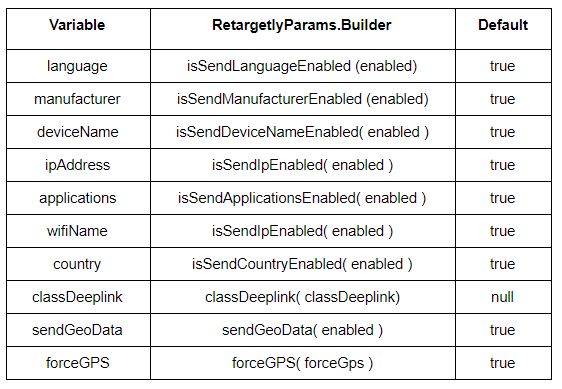 Variable RetargetlyParams.Builder Default
language isSendLanguageEnabled (enabled) true
manufacturer isSendManufacturerEnabled (enabled) true
deviceName isSendDeviceNameEnabled( enabled ) true
ipAddress isSendIpEnabled( enabled ) true
applications isSendApplicationsEnabled( enabled ) true
wifiName isSendIpEnabled( enabled ) true
country isSendCountryEnabled( enabled ) true
classDeeplink classDeeplink( classDeeplink) null
sendGeoData sendGeoData( enabled ) true
forceGPS forceGPS( forceGps ) true